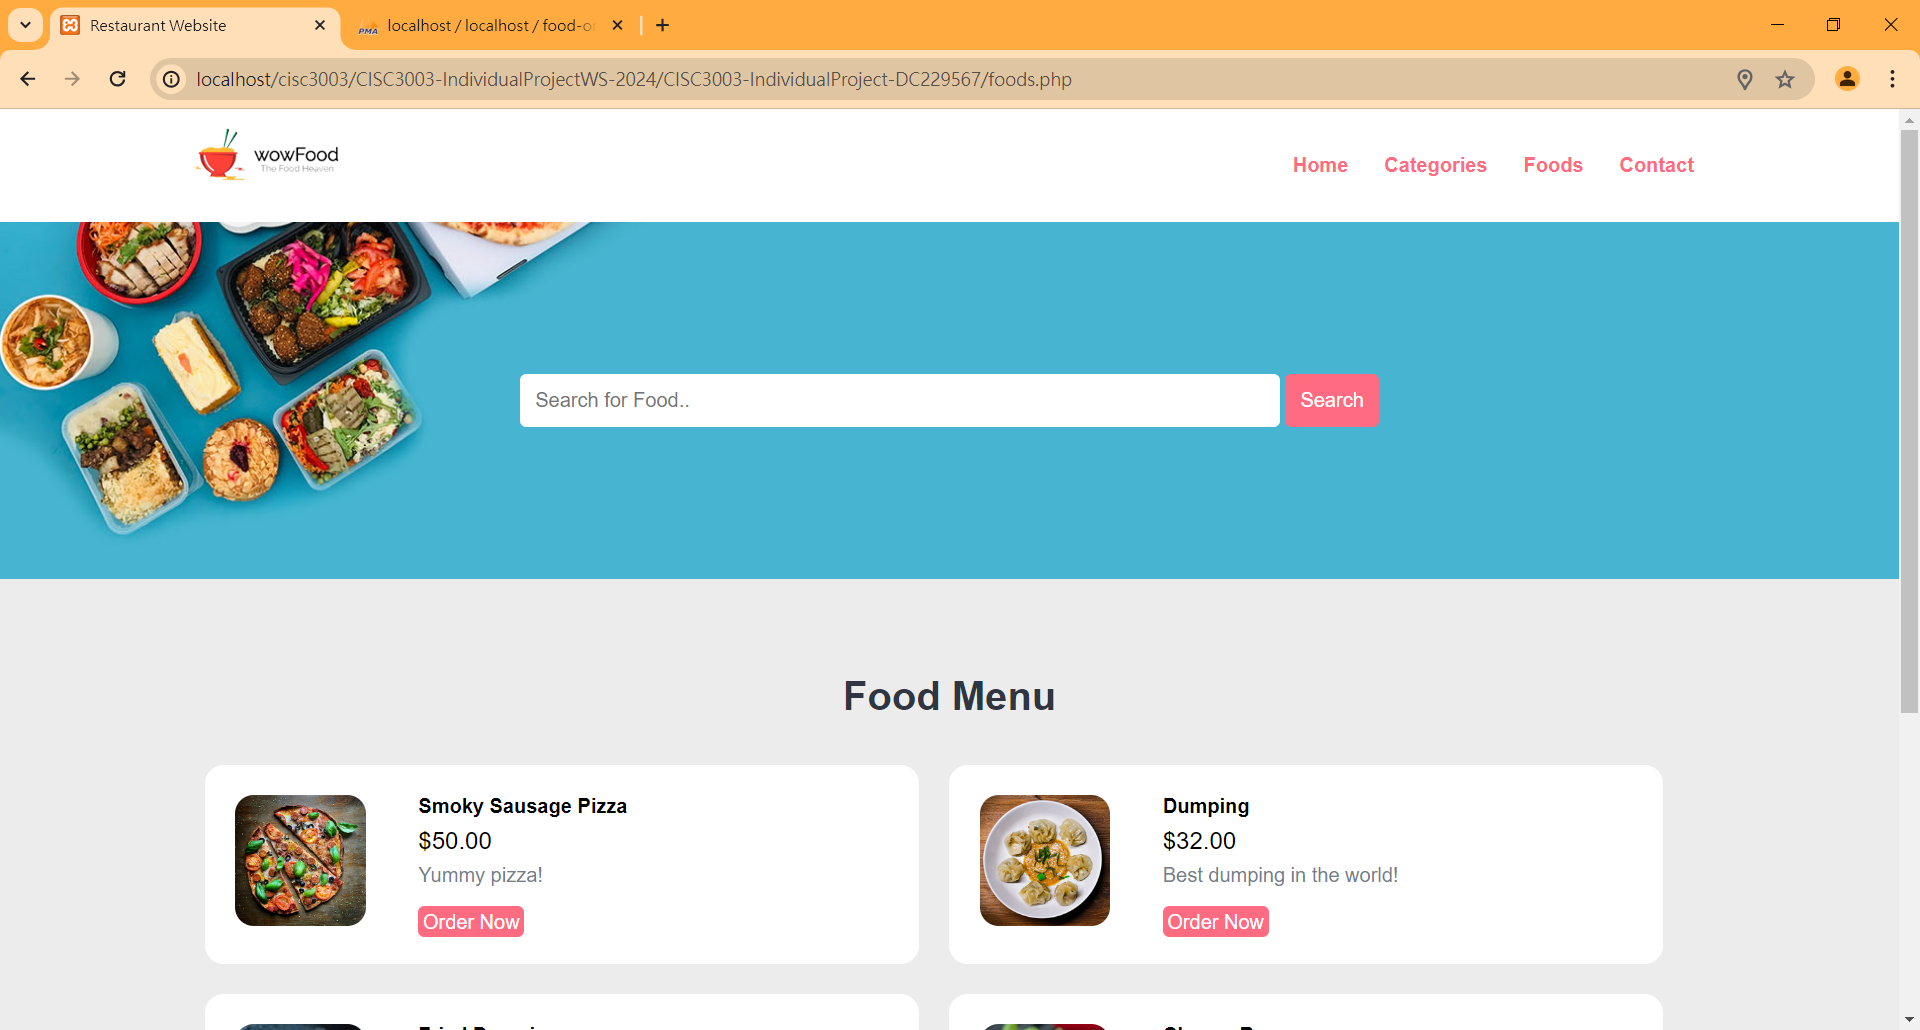 Restaurant Website
localhost / localhost / food-o
localhost/cisc3003/CISC3003-IndividualProjectWS-2024/CISC3003-IndividualProject-DC229567/foods.php
wowFood
The Food Heaven
Home Categories Foods Contact
Search for Food..
Search
Food Menu
Smoky Sausage Pizza
$50.00
Yummy pizza!
Order Now
Dumping
$32.00
Best dumping in the world!
Order Now